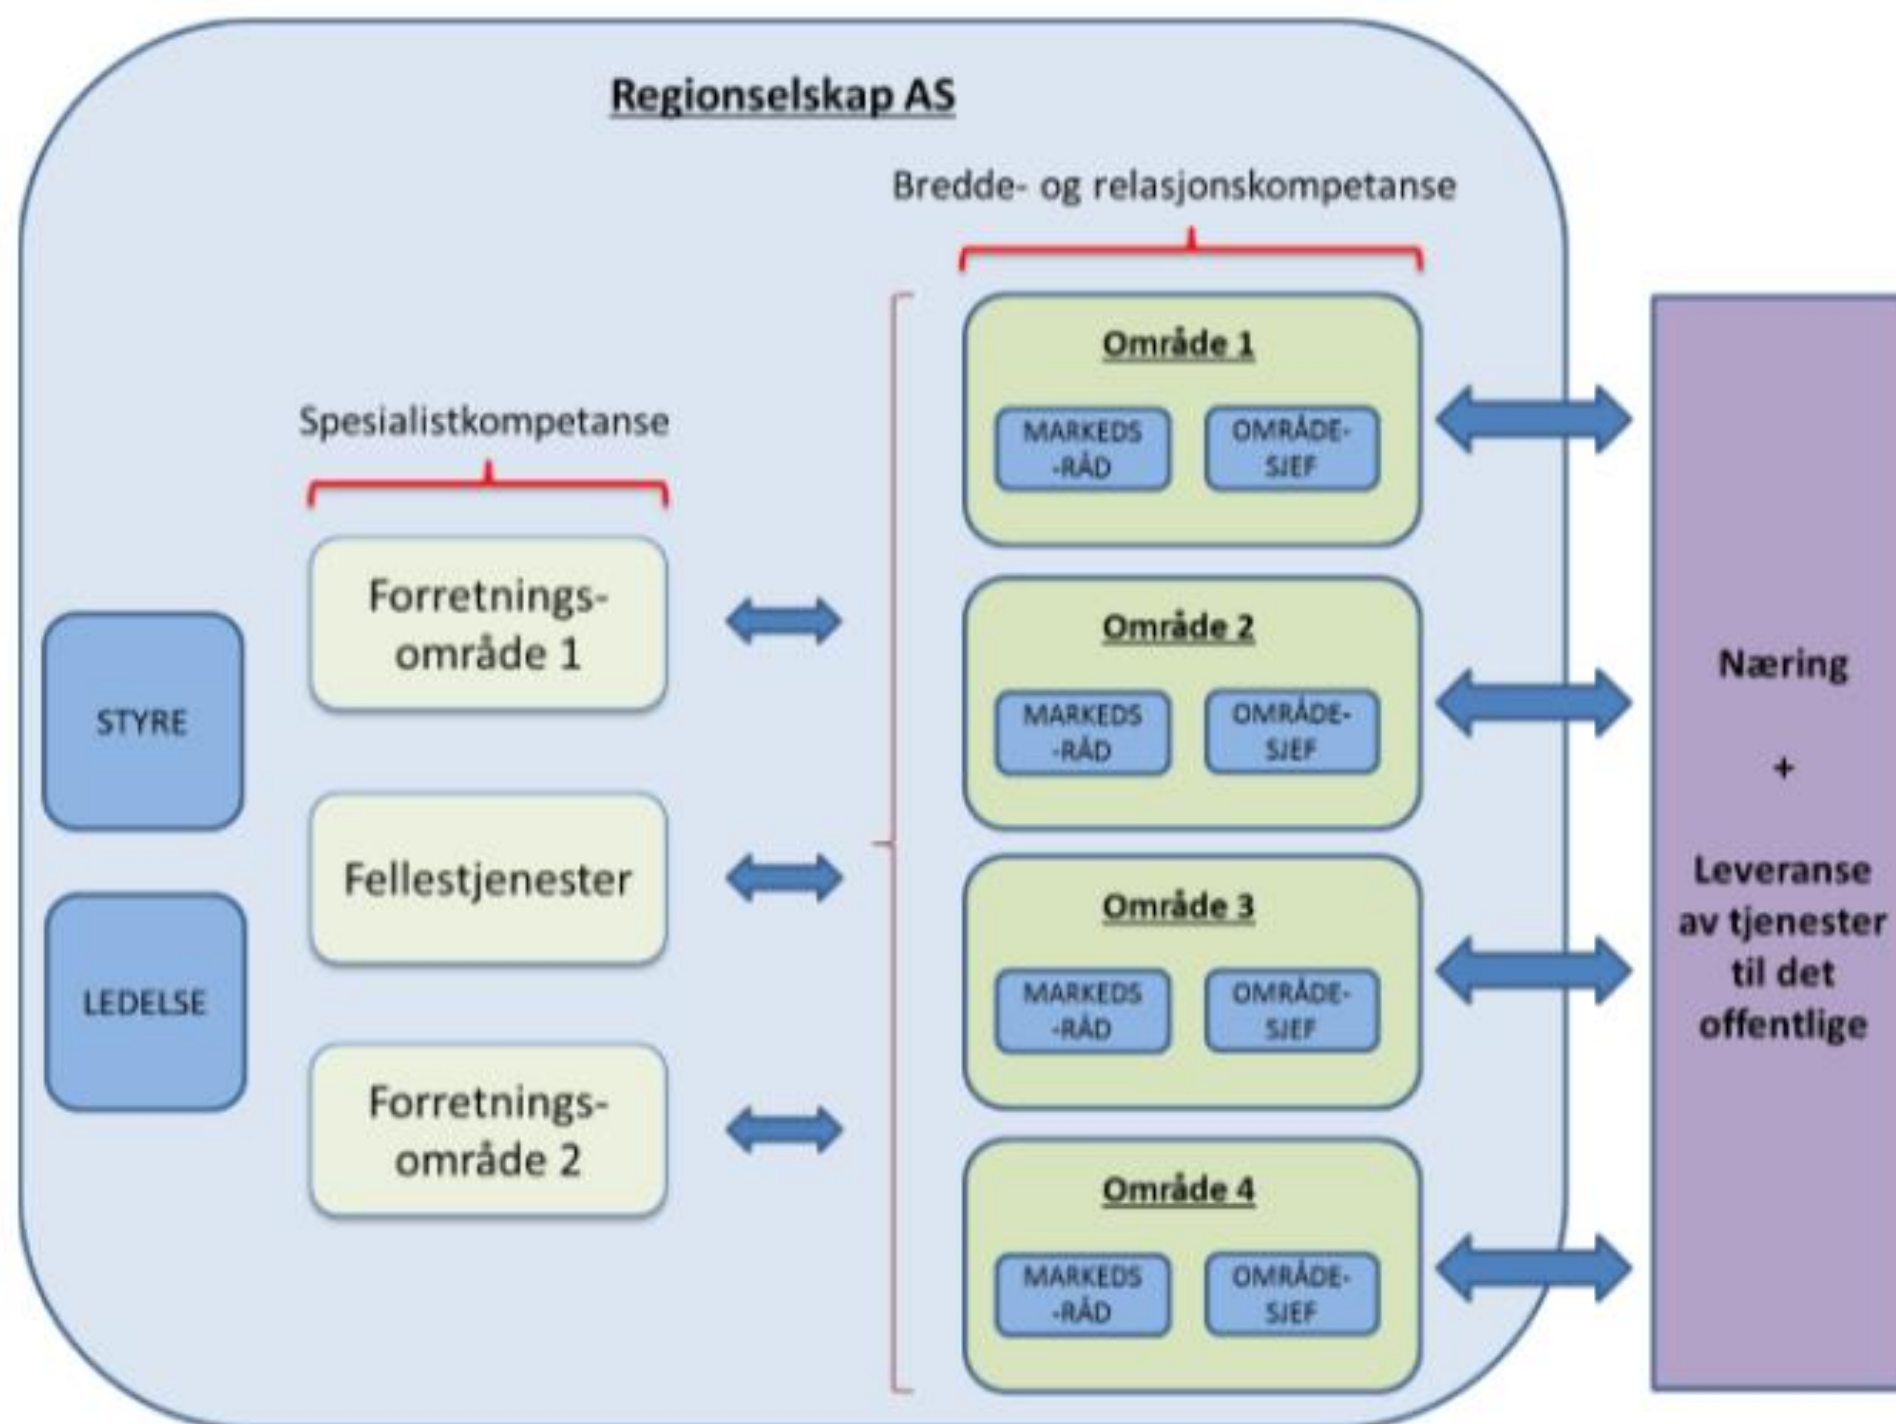 Regionselskap AS
Bredde- og relasjonskompetanse
Spesialistkompetanse
STYRE
LEDELSE
Forretnings-
område 1
Fellestjenester
Forretnings-
område 2
Område 1
MARKEDS
-RÅD
OMRÅDE-
SJEF
Område 2
MARKEDS
-RÅD
OMRÅDE-
SJEF
Område 3
MARKEDS
-RÅD
OMRÅDE-
SJEF
Område 4
MARKEDS
-RÅD
OMRÅDE-
SJEF
Næring
+
Leveranse
av tjenester
til det
offentlige